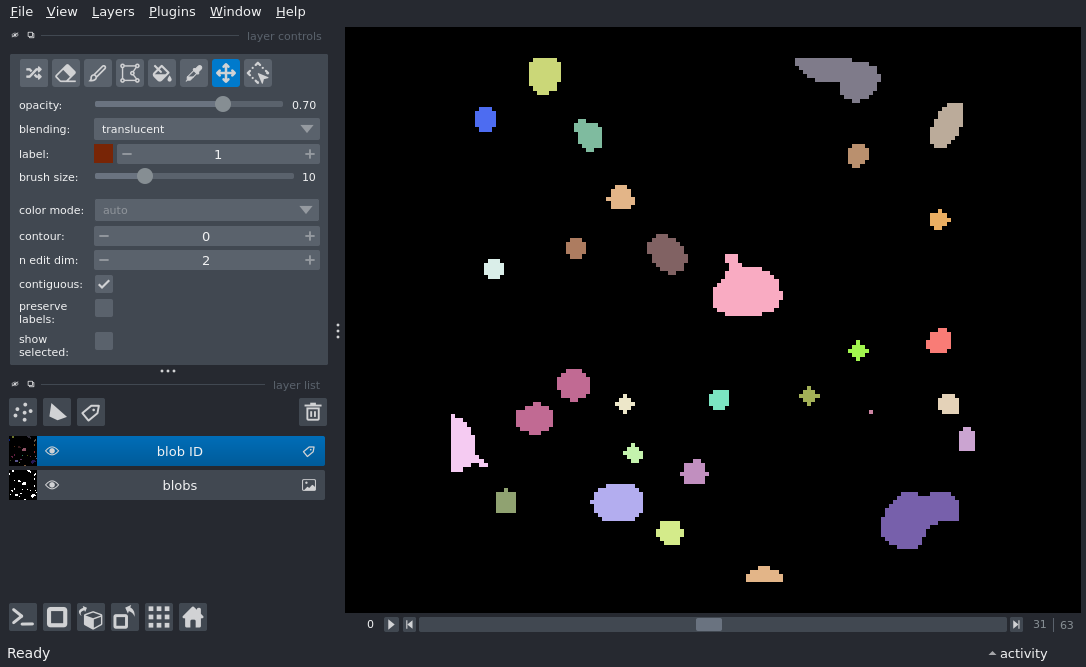 File View Layers Plugins Window Help
layer controls
opacity: 0.70
blending: translucent
label: 1
brush size: 10
color mode: auto
contour: 0
n edit dim: 2
contiguous:
preserve
labels:
show
selected:
layer list
blob ID
blobs
0 31 63
Ready activity